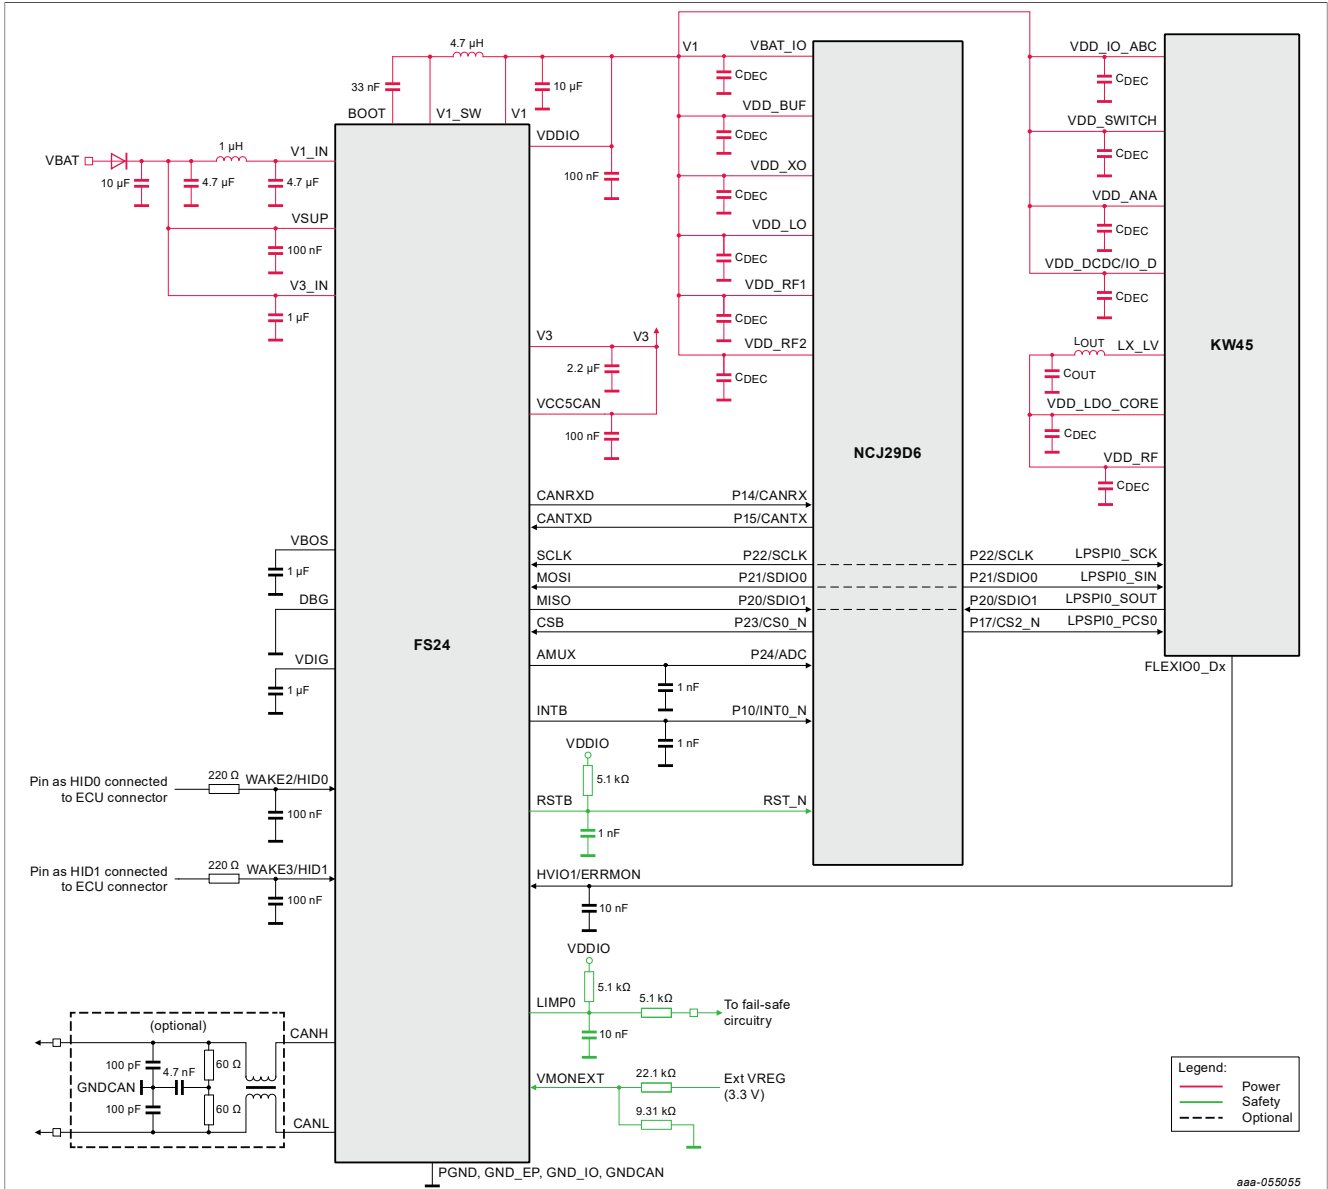 4.7 µH
V1
VBAT_IO
VDD_IO_ABC
33 nF
10 µF
CDEC
CDEC
BOOT
V1_SW
V1
VDD_BUF
VDD_SWITCH
VDDIO
CDEC
CDEC
1 µH
V1_IN
VBAT
VDD_XO
10 µF
4.7 µF
4.7 µF
100 nF
CDEC
VDD_ANA
VSUP
VDD_LO
CDEC
100 nF
CDEC
VDD_DCDC/IO_D
V3_IN
VDD_RF1
CDEC
1 µF
CDEC
V3
V3
VDD_RF2
LOUT
LX_LV
KW45
2.2 µF
CDEC
COUT
VCC5CAN
VDD_LDO_CORE
100 nF
CDEC
NCJ29D6
VDD_RF
CDEC
CANRXD
P14/CANRX
CANTXD
P15/CANTX
VBOS
SCLK
P22/SCLK
P22/SCLK
LPSPI0_SCK
1 µF
MOSI
P21/SDIO0
P21/SDIO0
LPSPI0_SIN
DBG
MISO
P20/SDIO1
P20/SDIO1
LPSPI0_SOUT
CSB
P23/CS0_N
P17/CS2_N
LPSPI0_PCS0
FS24
AMUX
P24/ADC
VDIG
FLEXIO0_Dx
1 µF
1 nF
INTB
P10/INT0_N
1 nF
VDDIO
Pin as HID0 connected
to ECU connector
220 Ω
WAKE2/HID0
5.1 kΩ
RSTB
RST_N
100 nF
1 nF
Pin as HID1 connected
to ECU connector
220 Ω
WAKE3/HID1
HVIO1/ERRMON
100 nF
10 nF
VDDIO
5.1 kΩ
LIMP0
5.1 kΩ
To fail-safe
circuitry
(optional)
CANH
10 nF
100 pF
4.7 nF
60 Ω
GNDCAN
VMONEXT
22.1 kΩ
Ext VREG
(3.3 V)
100 pF
60 Ω
9.31 kΩ
CANL
Legend:
Power
Safety
Optional
PGND, GND_EP, GND_IO, GNDCAN
aaa-055055